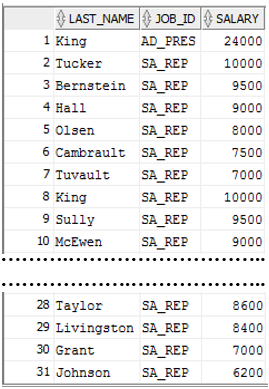 LAST_NAME JOB_ID SALARY
1 King AD_PRES 24000
2 Tucker SA_REP 10000
3 Bernstein SA_REP 9500
4 Hall SA_REP 9000
5 Olsen SA_REP 8000
6 Cambrault SA_REP 7500
7 Tuvault SA_REP 7000
8 King SA_REP 10000
9 Sully SA_REP 9500
10 McEwen SA_REP 9000
28 Taylor SA_REP 8600
29 Livingston SA_REP 8400
30 Grant SA_REP 7000
31 Johnson SA_REP 6200